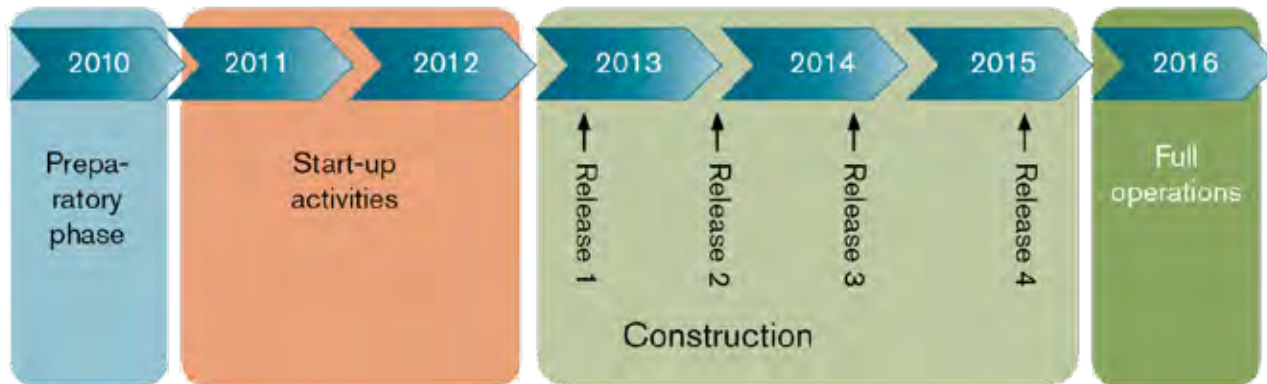 2010
2011
2012
2013
2014
2015
2016
Prepa-
ratory
phase
Start-up
activities
Release 1
Release 2
Release 3
Release 4
Construction
Full
operations